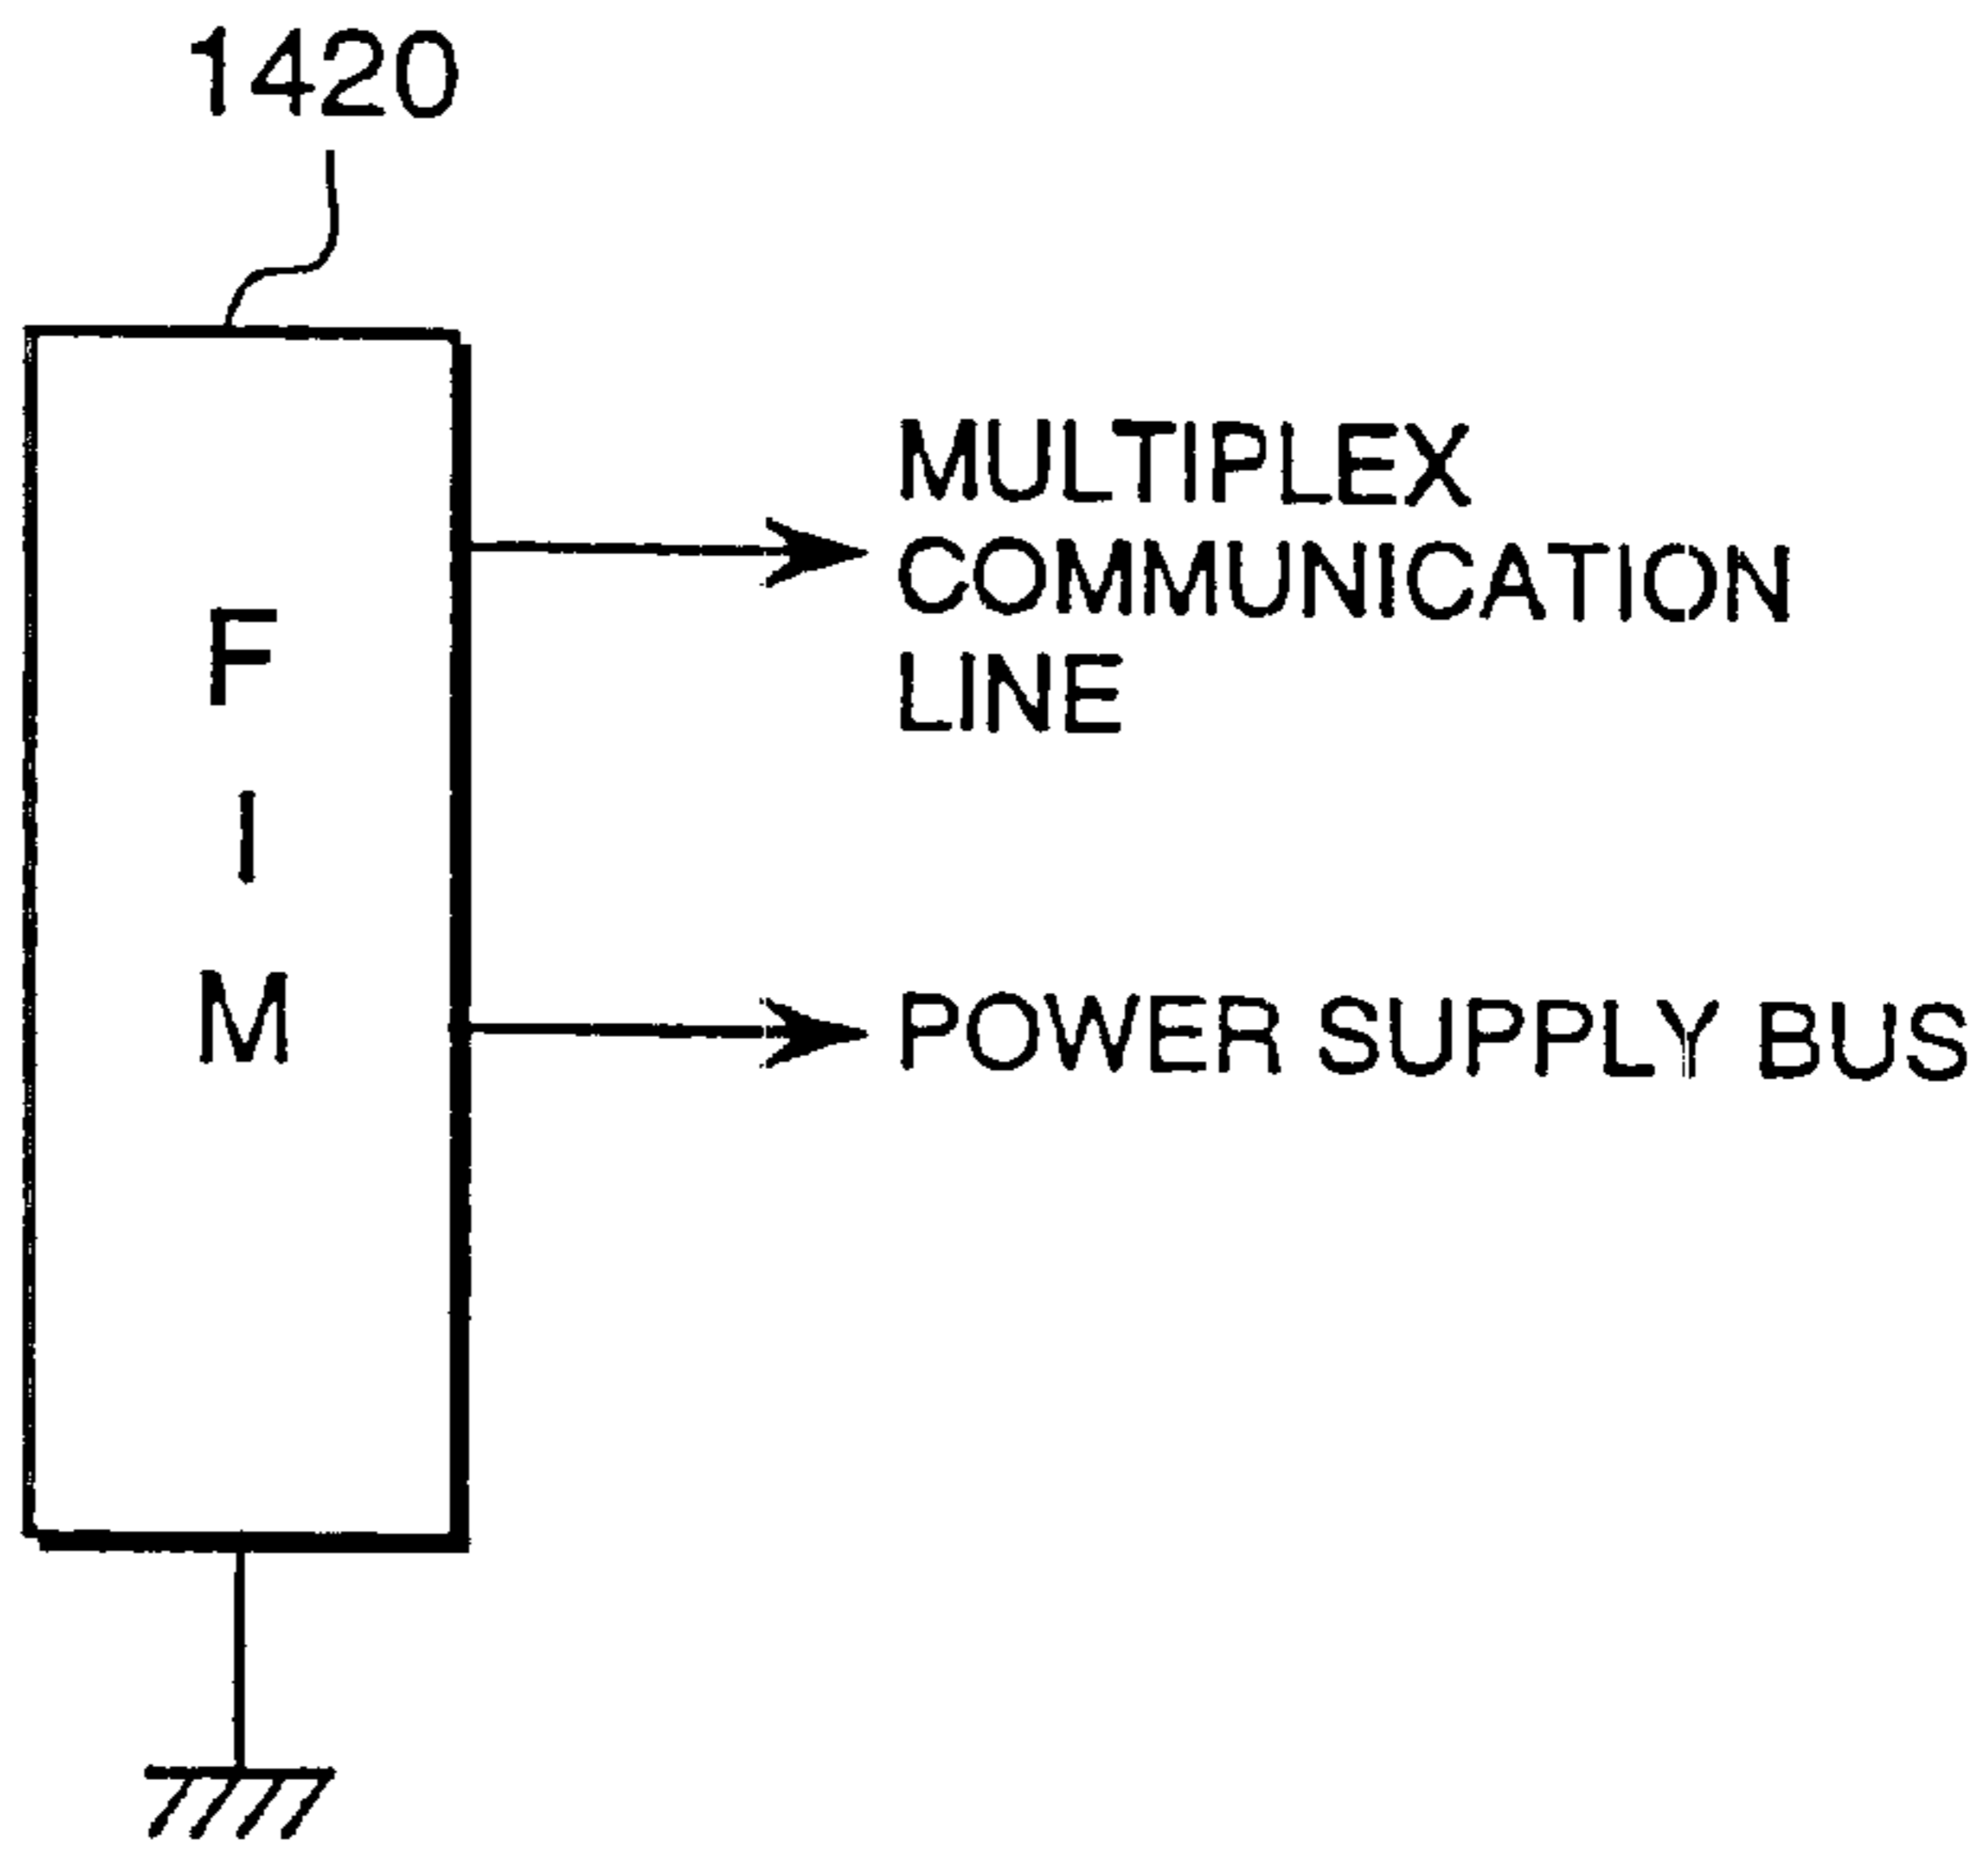 1420
F
I
M
MULTIPLEX
COMMUNICATION
LINE
POWER SUPPLY BUS